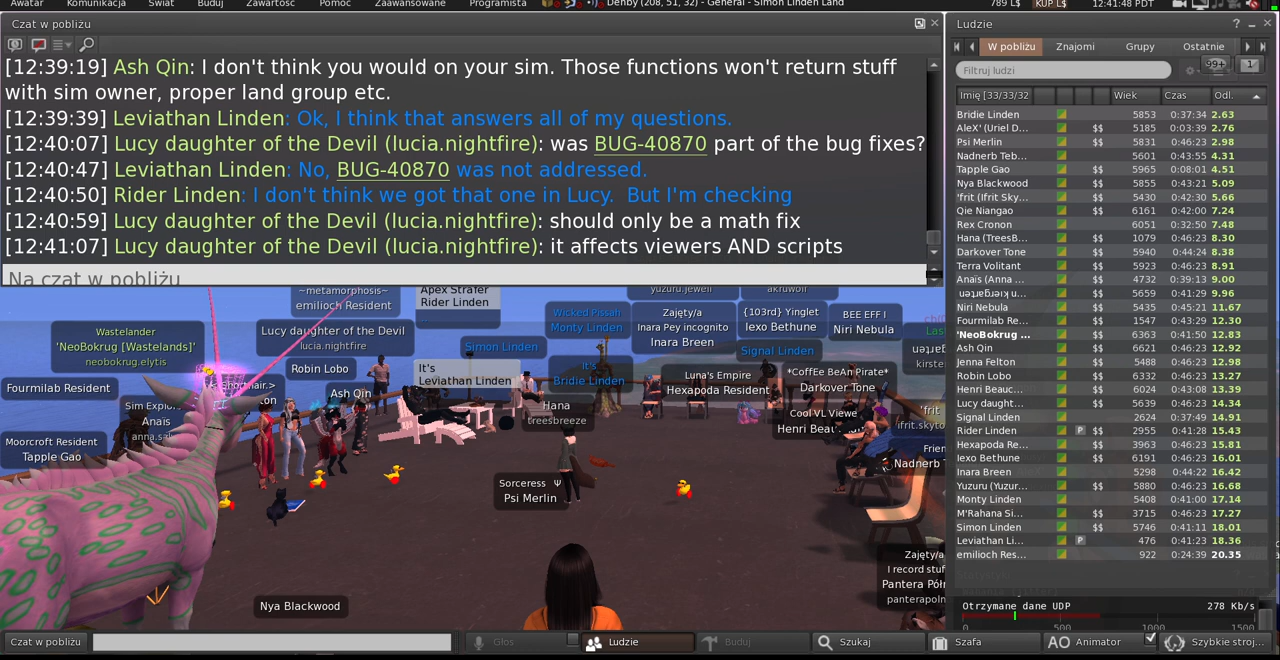 Awatar Komunikacja Świat Buduj Zawartość Pomoc Zaawansowane Programista Denby (208, 51, 32) - General - Simon Linden Land 789 L$ KUP L$ 12:41:48 PDT
Czat w pobliżu
[12:39:19] Ash Qin: I don't think you would on your sim. Those functions won't return stuff
with sim owner, proper land group etc.
[12:39:39] Leviathan Linden: Ok, I think that answers all of my questions.
[12:40:07] Lucy daughter of the Devil (lucia.nightfire): was BUG-40870 part of the bug fixes?
[12:40:47] Leviathan Linden: No, BUG-40870 was not addressed.
[12:40:50] Rider Linden: I don't think we got that one in Lucy.  But I'm checking
[12:40:59] Lucy daughter of the Devil (lucia.nightfire): should only be a math fix
[12:41:07] Lucy daughter of the Devil (lucia.nightfire): it affects viewers AND scripts
Na czat w pobliżu
~metamorphosis~
emilioch Resident
Apex Strafer
Rider Linden
yuzuru.jewell
akruwolf
Wastelander
'NeoBokrug [Wastelands]'
neobokrug.elytis
Lucy daughter of the Devil
lucia.nightfire
Wicked Pissah
Monty Linden
Zajęty/a
Inara Pey incognito
Inara Breen
{103rd} Yinglet
Iexo Bethune
BEE EFF I
Niri Nebula
Simon Linden
Signal Linden
Robin Lobo
It's
Leviathan Linden
It's
Bridie Linden
Luna's Empire
Hexapoda Resident
*CoffEe BeAn Pirate*
Darkover Tone
Fourmilab Resident
Ash Qin
Hana
treesbreeze
Anais
Cool VL Viewe
Moorcroft Resident
Tapple Gao
Sorceress Ψ
Psi Merlin
Nya Blackwood
Zajęty/a
I record stuf
Pantera Półn
panterapoln
Czat w pobliżu Głos Ludzie Buduj Szukaj Szafa AO Animator Szybkie stroj...
Ludzie
W pobliżu Znajomi Grupy Ostatnie
Filtruj ludzi 99+ 1
Imię [33/33/32 Wiek Czas Odl.
Bridie Linden 5853 0:37:34 2.63
AleX' (Uriel D... $$ 5185 0:03:39 2.76
Psi Merlin $$ 5831 0:46:23 2.98
Nadnerb Teb... 5601 0:43:55 4.31
Tapple Gao $$ 5965 0:08:01 4.51
Nya Blackwood $$ 5855 0:43:21 5.09
'frit (Ifrit Sky... $$ 5430 0:42:30 5.66
Qie Niangao $$ 6161 0:42:00 7.24
Rex Cronon 6051 0:32:50 7.48
Hana (TreesB... $$ 1079 0:46:23 8.30
Darkover Tone $$ 5940 0:44:24 8.38
Terra Volitant $$ 5923 0:46:23 8.91
Anaïs (Anna ... $$ 4732 0:39:13 9.00
$$ 5659 0:41:29 9.96
Niri Nebula $$ 5435 0:45:21 11.67
Fourmilab Re... $$ 1547 0:43:29 12.30
'NeoBokrug ... $$ 6363 0:41:50 12.83
Ash Qin $$ 6621 0:46:23 12.92
Jenna Felton $$ 5488 0:46:23 12.98
Robin Lobo $$ 6332 0:46:23 13.27
Henri Beauc... $$ 6024 0:43:08 13.39
Lucy daught... $$ 5639 0:46:23 14.34
Signal Linden 2624 0:37:49 14.91
Rider Linden P $$ 2955 0:41:28 15.43
Hexapoda Re... $$ 3963 0:46:23 15.81
Iexo Bethune $$ 6191 0:46:23 16.01
Inara Breen 5298 0:44:22 16.42
Yuzuru (Yuzur... $$ 5880 0:46:23 16.68
Monty Linden 5408 0:41:00 17.14
M'Rahana Si... $$ 3715 0:46:23 17.27
Simon Linden $$ 5746 0:41:11 18.01
Leviathan Li... P 476 0:41:23 18.36
emilioch Res... 922 0:24:39 20.35
Otrzymane dane UDP 278 Kb/s
0 500 1000 1500